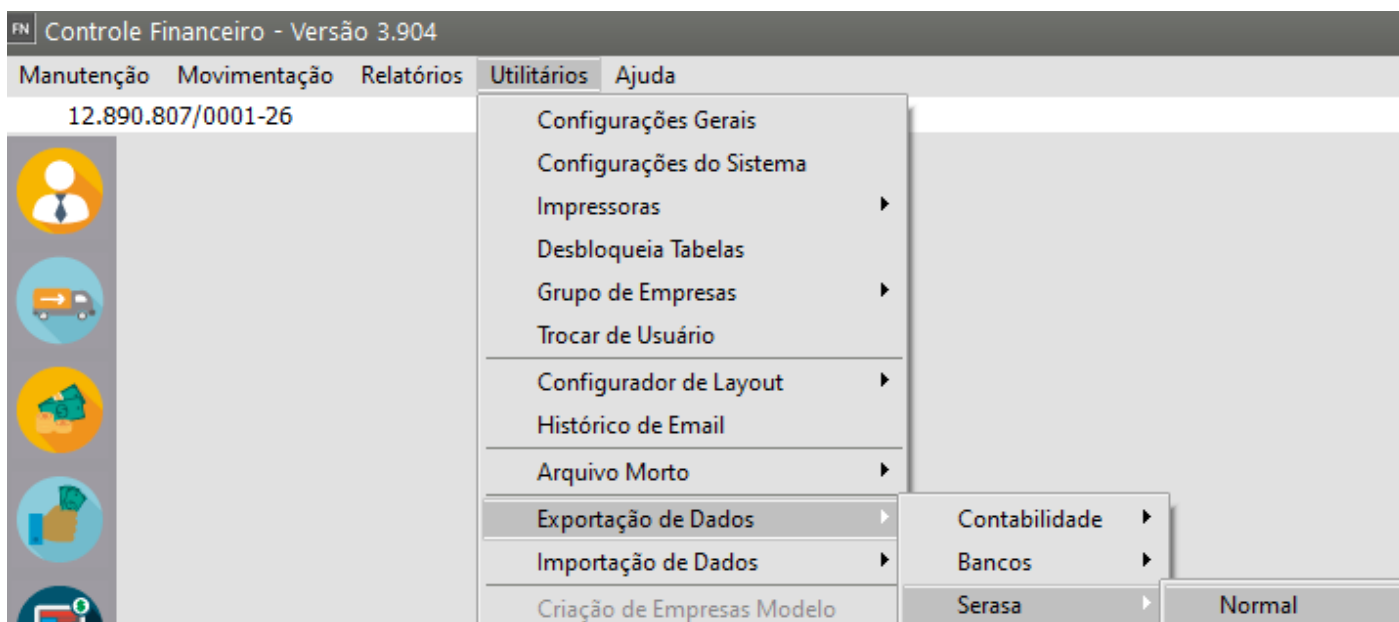 FN Controle Financeiro - Versão 3.904
Manutenção Movimentação Relatórios Utilitários Ajuda
12.890.807/0001-26
Configurações Gerais
Configurações do Sistema
Impressoras
Desbloqueia Tabelas
Grupo de Empresas
Trocar de Usuário
Configurador de Layout
Histórico de Email
Arquivo Morto
Exportação de Dados
Importação de Dados
Criação de Empresas Modelo
Contabilidade
Bancos
Serasa
Normal